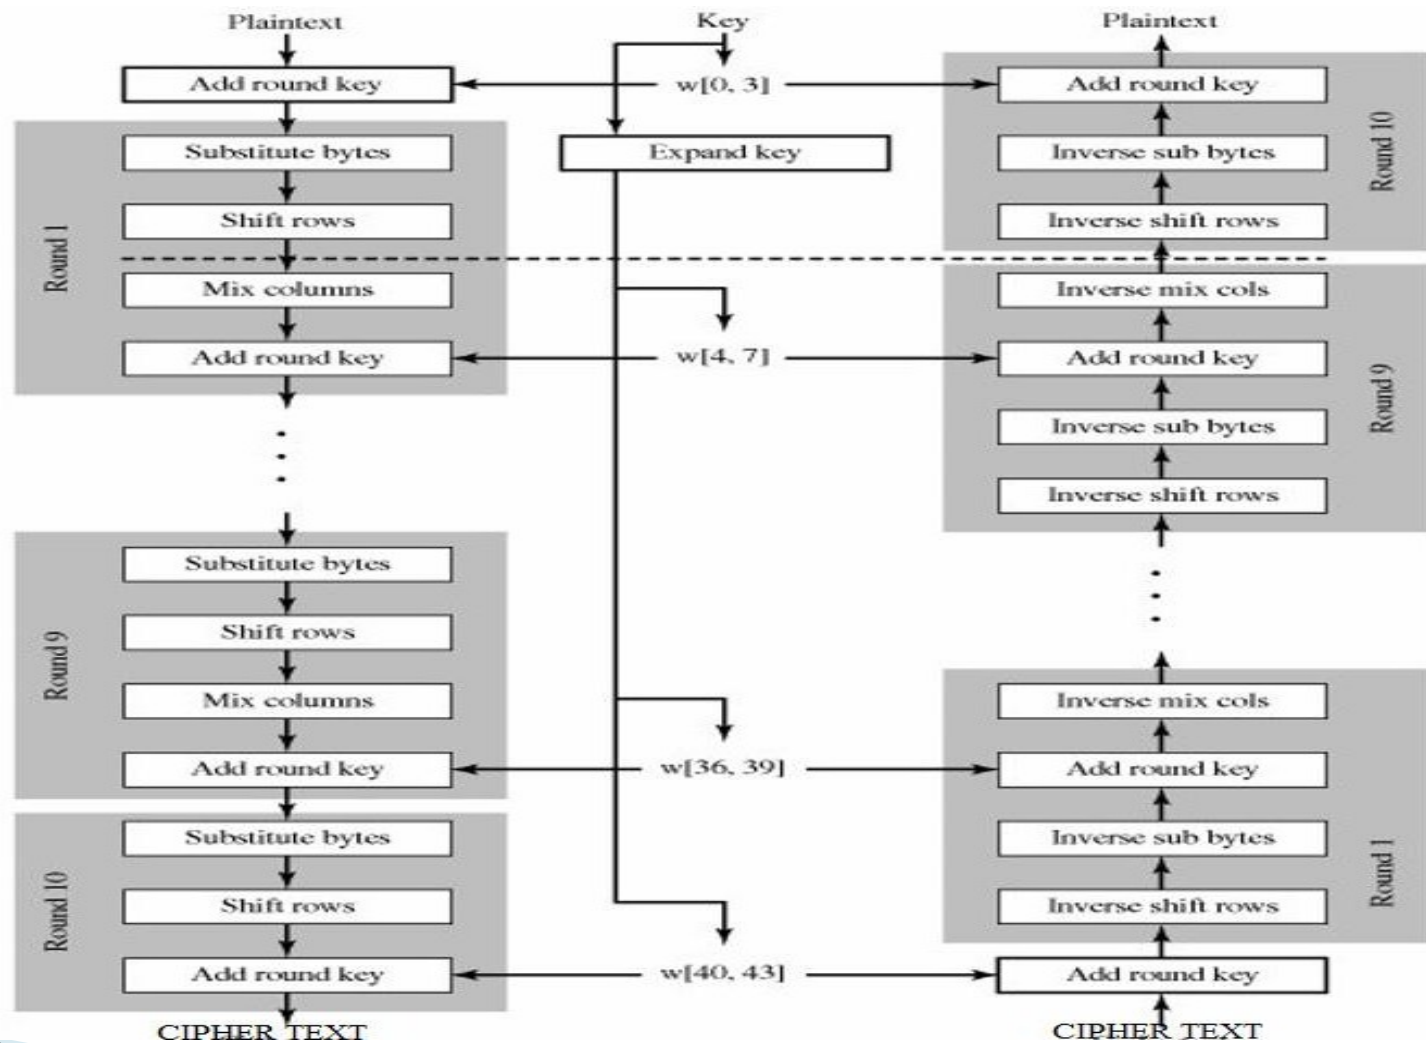 Plaintext
Add round key
Round 1
Substitute bytes
Shift rows
Mix columns
Add round key
Round 9
Substitute bytes
Shift rows
Mix columns
Add round key
Round 10
Substitute bytes
Shift rows
Add round key
CIPHER TEXT
Key
w[0, 3]
Expand key
w[4, 7]
w[36, 39]
w[40, 43]
Plaintext
Add round key
Inverse sub bytes
Inverse shift rows
Round 10
Inverse mix cols
Add round key
Inverse sub bytes
Inverse shift rows
Round 9
Inverse mix cols
Add round key
Inverse sub bytes
Inverse shift rows
Round 1
Add round key
CIPHER TEXT